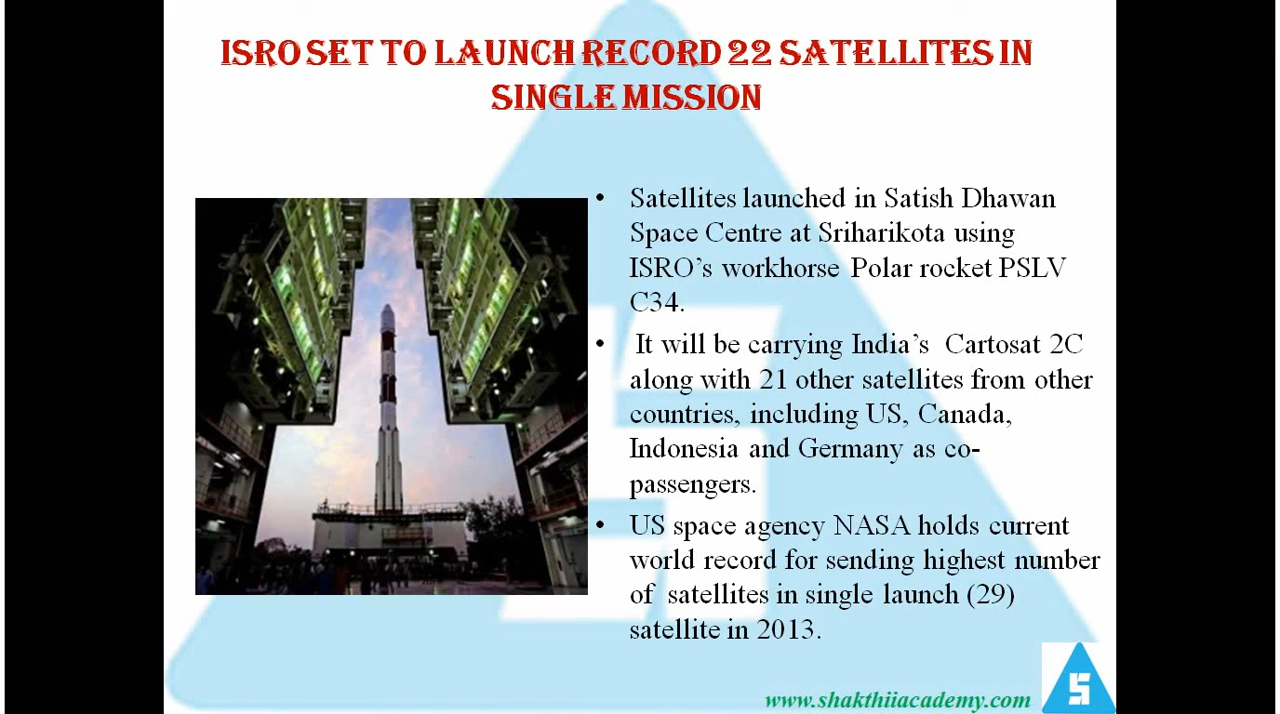 ISRO SET TO LAUNCH RECORD 22 SATELLITES IN
SINGLE MISSION
• Satellites launched in Satish Dhawan
Space Centre at Sriharikota using
ISRO’s workhorse Polar rocket PSLV
C34.
• It will be carrying India’s Cartosat 2C
along with 21 other satellites from other
countries, including US, Canada,
Indonesia and Germany as co-
passengers.
• US space agency NASA holds current
world record for sending highest number
of satellites in single launch (29)
satellite in 2013.
www.shakthiiacademy.com